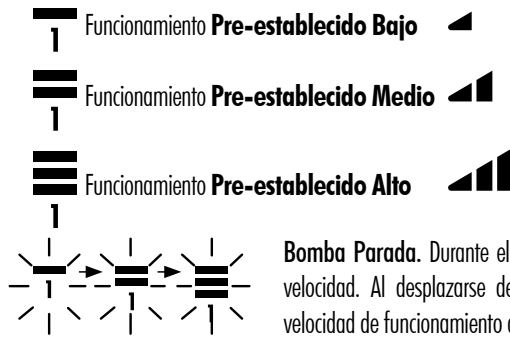 Funcionamiento Pre-establecido Bajo
1
Funcionamiento Pre-establecido Medio
1
Funcionamiento Pre-establecido Alto
1
Bomba Parada. Durante el
velocidad. Al desplazarse de
velocidad de funcionamiento
1 1 1